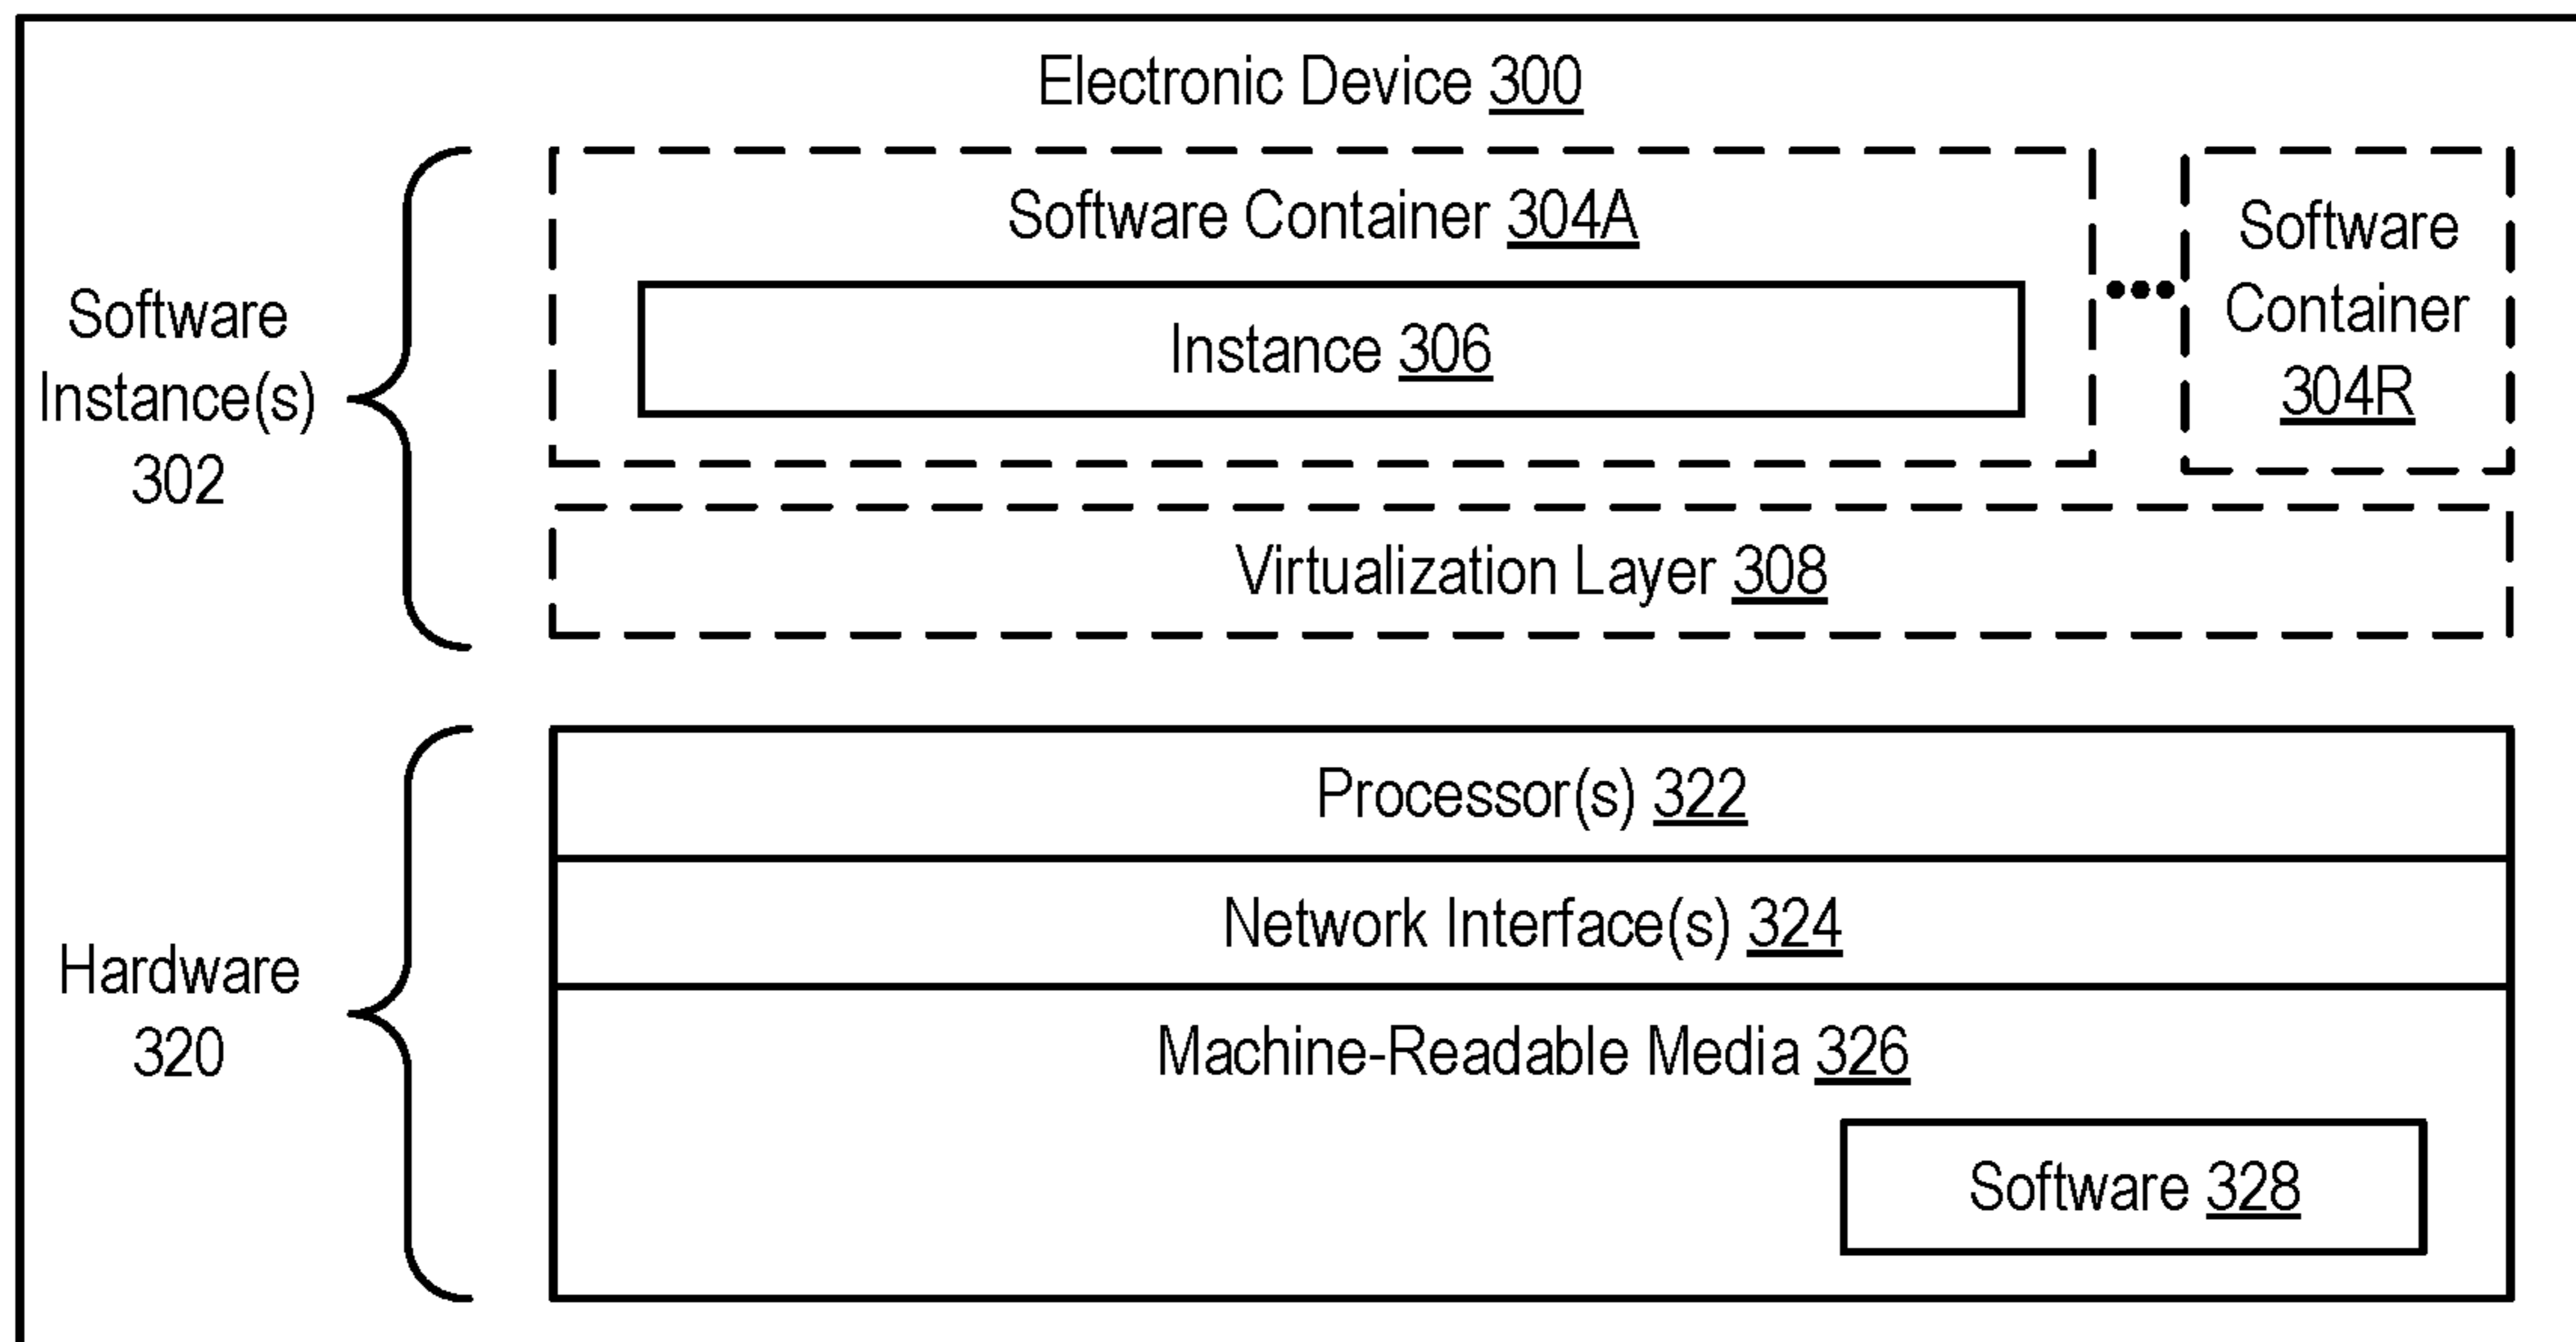 Electronic Device 300
Software Container 304A
Instance 306
Software
Container
304R
Software
Instance(s)
302
Virtualization Layer 308
Processor(s) 322
Network Interface(s) 324
Hardware
320
Machine-Readable Media 326
Software 328